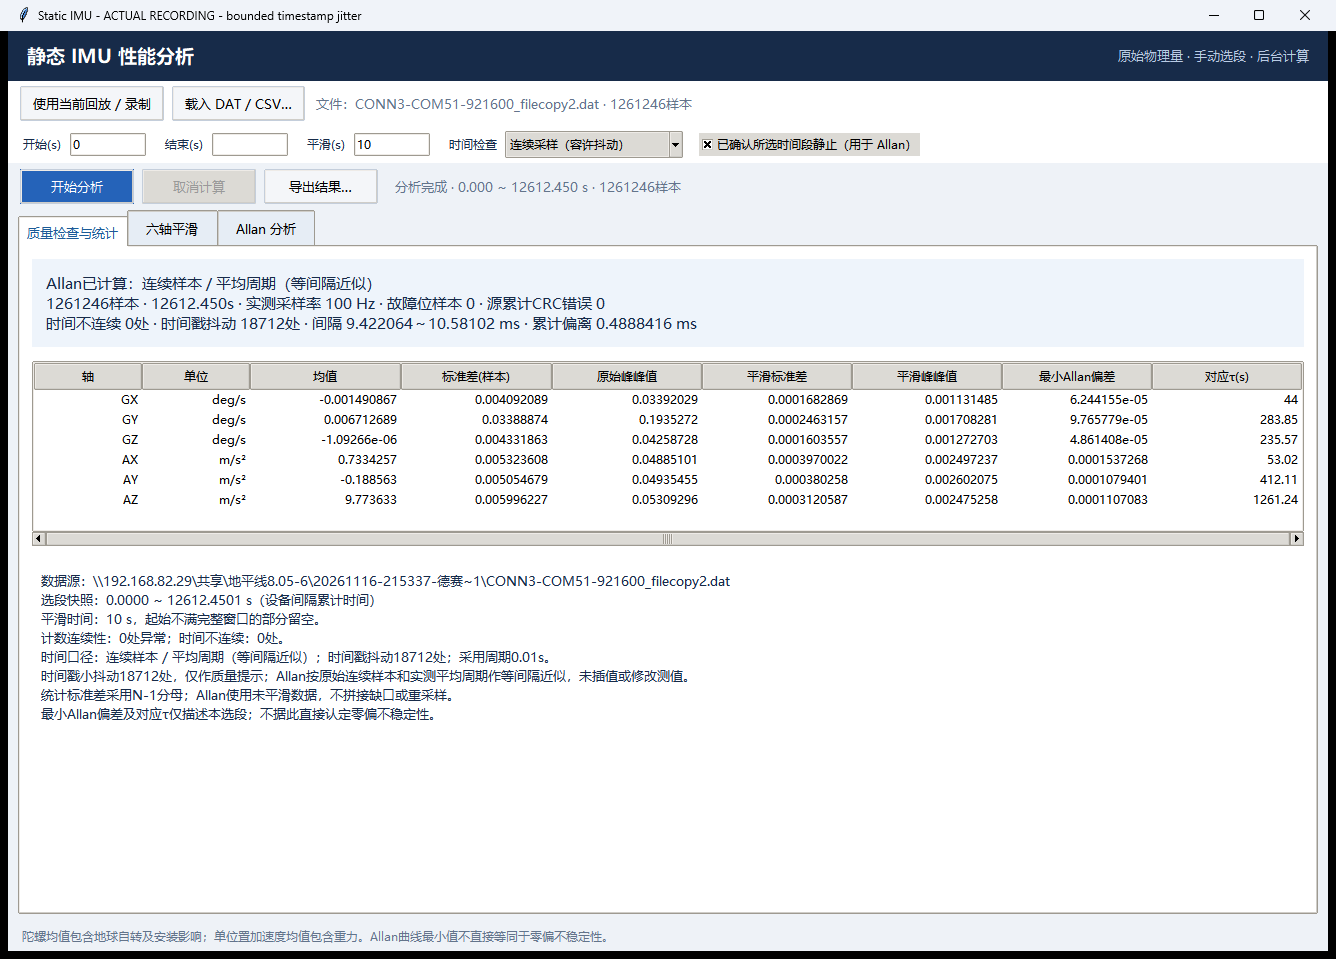 Static IMU - ACTUAL RECORDING - bounded timestamp jitter
静态 IMU 性能分析
原始物理量 · 手动选段 · 后台计算
使用当前回放 / 录制 载入 DAT / CSV... 文件：CONN3-COM51-921600_filecopy2.dat · 1261246样本
开始(s) 0 结束(s) 平滑(s) 10 时间检查 连续采样（容许抖动） 已确认所选时间段静止（用于 Allan）
开始分析 取消计算 导出结果... 分析完成 · 0.000 ~ 12612.450 s · 1261246样本
质量检查与统计 六轴平滑 Allan 分析
Allan已计算：连续样本 / 平均周期（等间隔近似）
1261246样本 · 12612.450s · 实测采样率 100 Hz · 故障位样本 0 · 源累计CRC错误 0
时间不连续 0处 · 时间戳抖动 18712处 · 间隔 9.422064～10.58102 ms · 累计偏离 0.4888416 ms
轴 单位 均值 标准差(样本) 原始峰峰值 平滑标准差 平滑峰峰值 最小Allan偏差 对应τ(s)
GX deg/s -0.001490867 0.004092089 0.03392029 0.0001682869 0.001131485 6.244155e-05 44
GY deg/s 0.006712689 0.03388874 0.1935272 0.0002463157 0.001708281 9.765779e-05 283.85
GZ deg/s -1.09266e-06 0.004331863 0.04258728 0.0001603557 0.001272703 4.861408e-05 235.57
AX m/s² 0.7334257 0.005323608 0.04885101 0.0003970022 0.002497237 0.0001537268 53.02
AY m/s² -0.188563 0.005054679 0.04935455 0.000380258 0.002602075 0.0001079401 412.11
AZ m/s² 9.773633 0.005996227 0.05309296 0.0003120587 0.002475258 0.0001107083 1261.24
数据源：\\192.168.82.29\共享\地平线8.05-6\20261116-215337-德赛~1\CONN3-COM51-921600_filecopy2.dat
选段快照：0.0000 ~ 12612.4501 s（设备间隔累计时间）
平滑时间：10 s，起始不满完整窗口的部分留空。
计数连续性：0处异常；时间不连续：0处。
时间口径：连续样本 / 平均周期（等间隔近似）；时间戳抖动18712处；采用周期0.01s。
时间戳小抖动18712处，仅作质量提示；Allan按原始连续样本和实测平均周期作等间隔近似，未插值或修改测值。
统计标准差采用N-1分母；Allan使用未平滑数据，不拼接缺口或重采样。
最小Allan偏差及对应τ仅描述本选段；不据此直接认定零偏不稳定性。
陀螺均值包含地球自转及安装影响；单位置加速度均值包含重力。Allan曲线最小值不直接等同于零偏不稳定性。